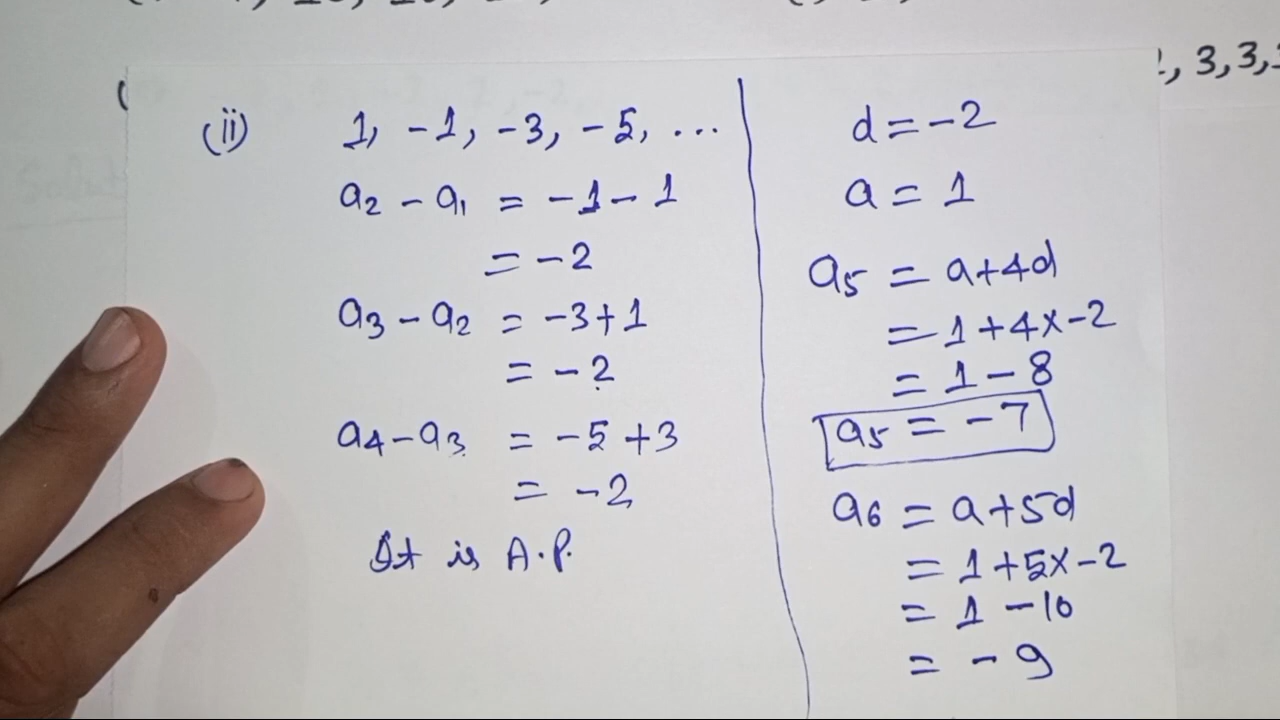 , 3, 3,
(ii) 1, -1, -3, -5, ...
a₂ - a₁ = -1 - 1
= -2
a₃ - a₂ = -3+1
= -2
a₄ - a₃ = -5 + 3
= -2
It is A.P.
d = -2
a = 1
a₅ = a+4d
= 1 + 4x-2
= 1 - 8
a₅ = -7
a₆ = a+5d
= 1+5x-2
= 1 - 10
= - 9